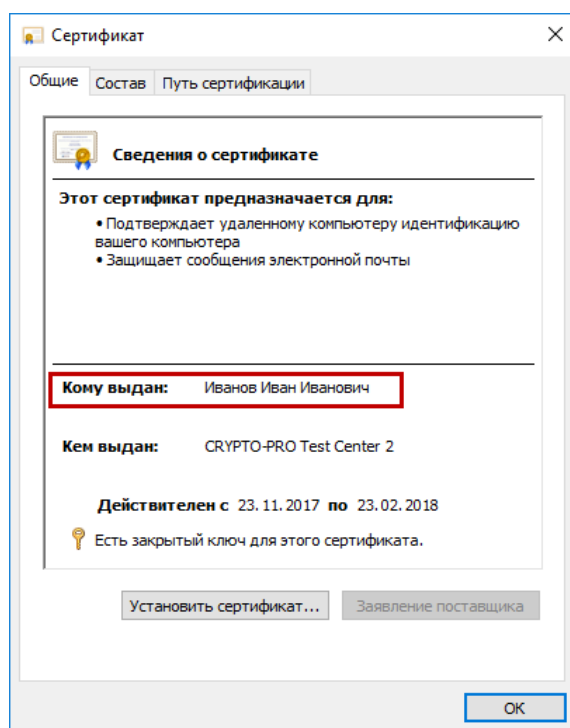 Сертификат
Общие Состав Путь сертификации
Сведения о сертификате
Этот сертификат предназначается для:
• Подтверждает удаленному компьютеру идентификацию
вашего компьютера
• Защищает сообщения электронной почты
Кому выдан: Иванов Иван Иванович
Кем выдан: CRYPTO-PRO Test Center 2
Действителен с 23.11.2017 по 23.02.2018
Есть закрытый ключ для этого сертификата.
Установить сертификат... Заявление поставщика
ОК